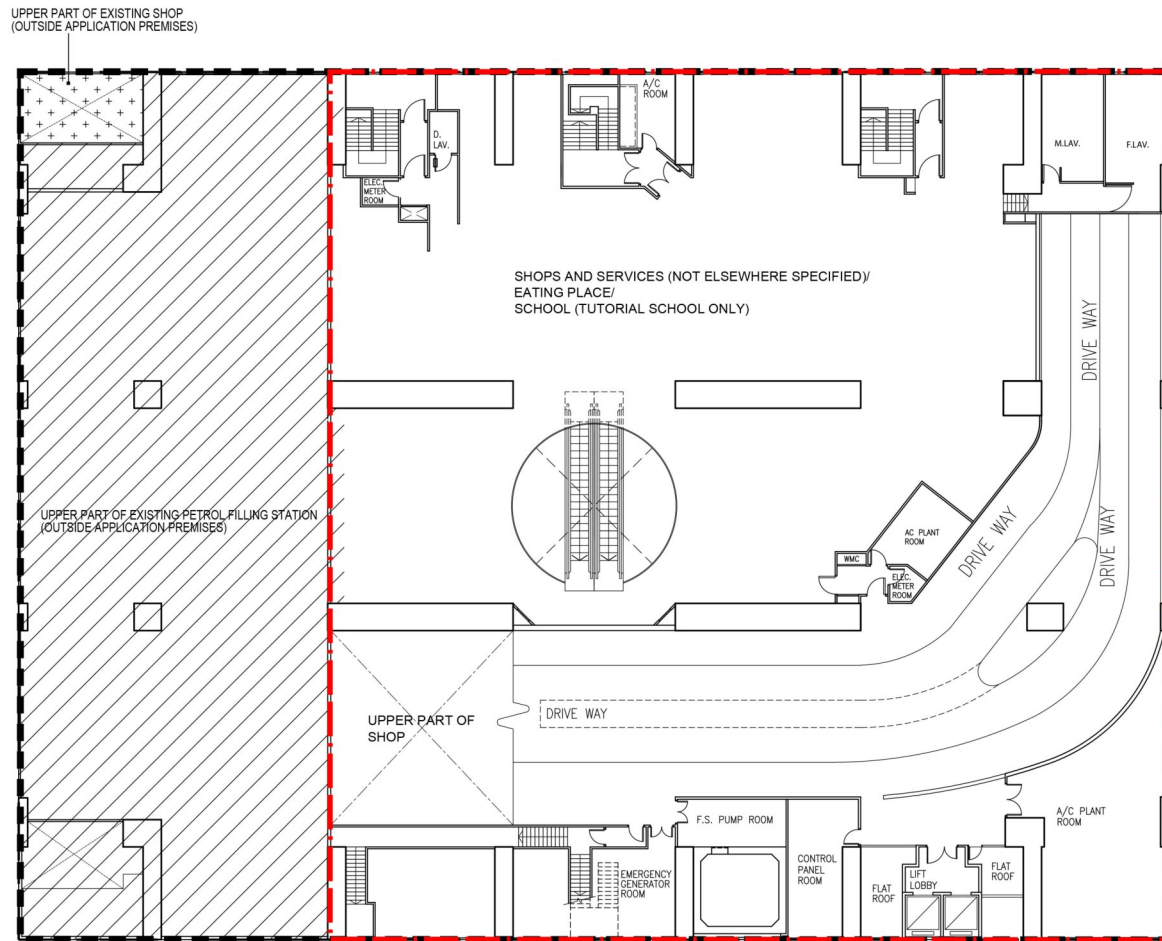 UPPER PART OF EXISTING SHOP
(OUTSIDE APPLICATION PREMISES)
A/C
ROOM
D.
LAV.
M.LAV.
F.LAV.
ELEC.
METER
ROOM
SHOPS AND SERVICES (NOT ELSEWHERE SPECIFIED)/
EATING PLACE/
SCHOOL (TUTORIAL SCHOOL ONLY)
DRIVE WAY
UPPER PART OF EXISTING PETROL FILLING STATION
(OUTSIDE APPLICATION PREMISES)
AC PLANT
ROOM
DRIVE WAY
DRIVE WAY
WMC
ELEC.
METER
ROOM
UPPER PART OF
SHOP
DRIVE WAY
F.S. PUMP ROOM
A/C PLANT
ROOM
CONTROL
PANEL
ROOM
EMERGENCY
GENERATOR
ROOM
FLAT
ROOF
LIFT
LOBBY
FLAT
ROOF